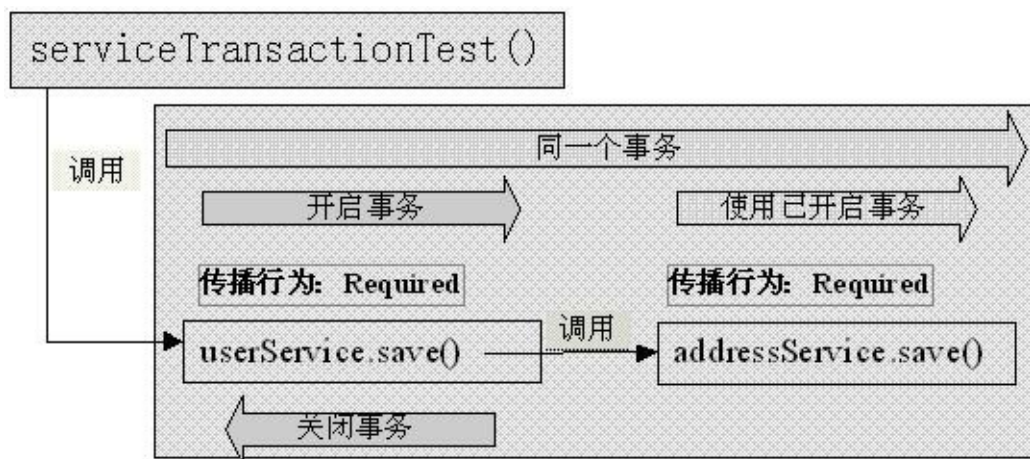 serviceTransactionTest()
同一个事务
调用
开启事务
使用已开启事务
传播行为：Required
传播行为：Required
调用
userService.save()
addressService.save()
关闭事务